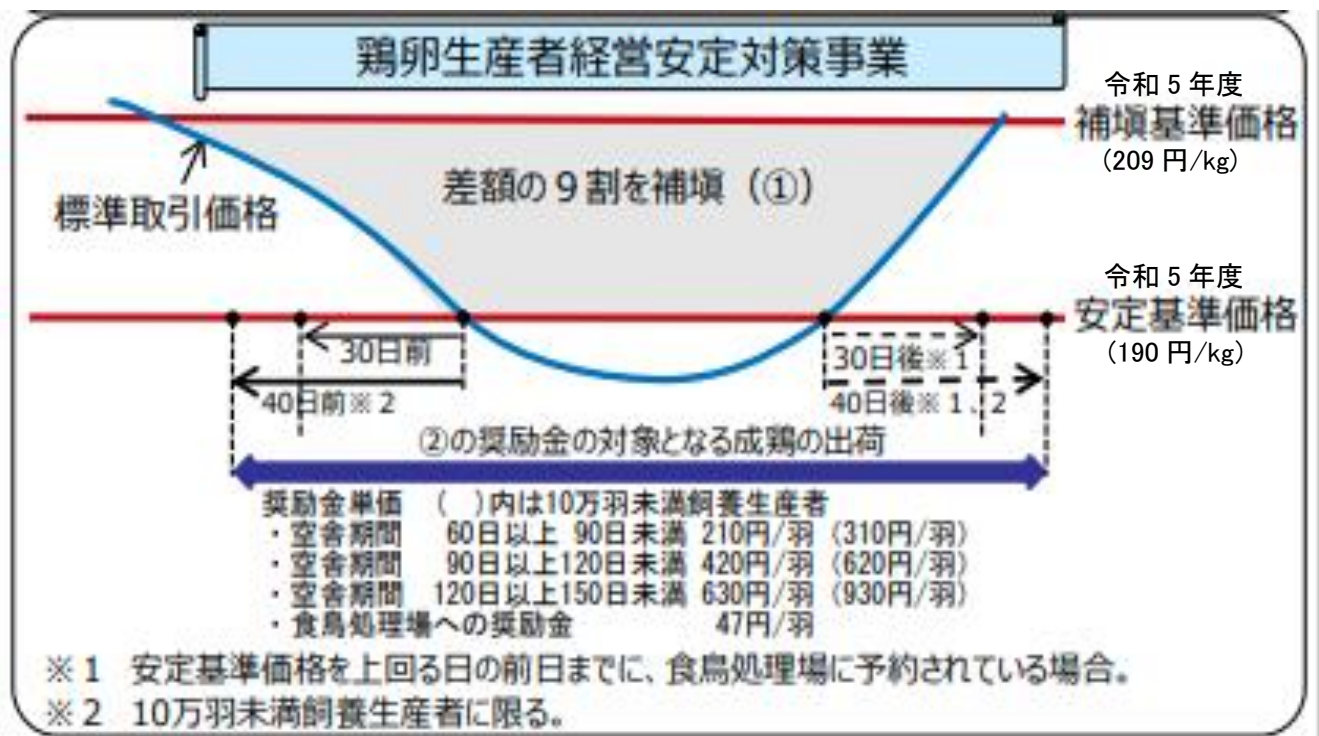 鶏卵生産者経営安定対策事業
令和5年度
補塡基準価格
(209 円/kg)
差額の9割を補塡（①）
標準取引価格
令和5年度
安定基準価格
(190 円/kg)
30日前
30日後※1
40日前※2
40日後※1、2
②の奨励金の対象となる成鶏の出荷
奨励金単価　(　)内は10万羽未満飼養生産者
・空舎期間　60日以上 90日未満 210円/羽 (310円/羽)
・空舎期間　90日以上120日未満 420円/羽 (620円/羽)
・空舎期間　120日以上150日未満 630円/羽 (930円/羽)
・食鳥処理場への奨励金　47円/羽
※1　安定基準価格を上回る日の前日までに、食鳥処理場に予約されている場合。
※2　10万羽未満飼養生産者に限る。